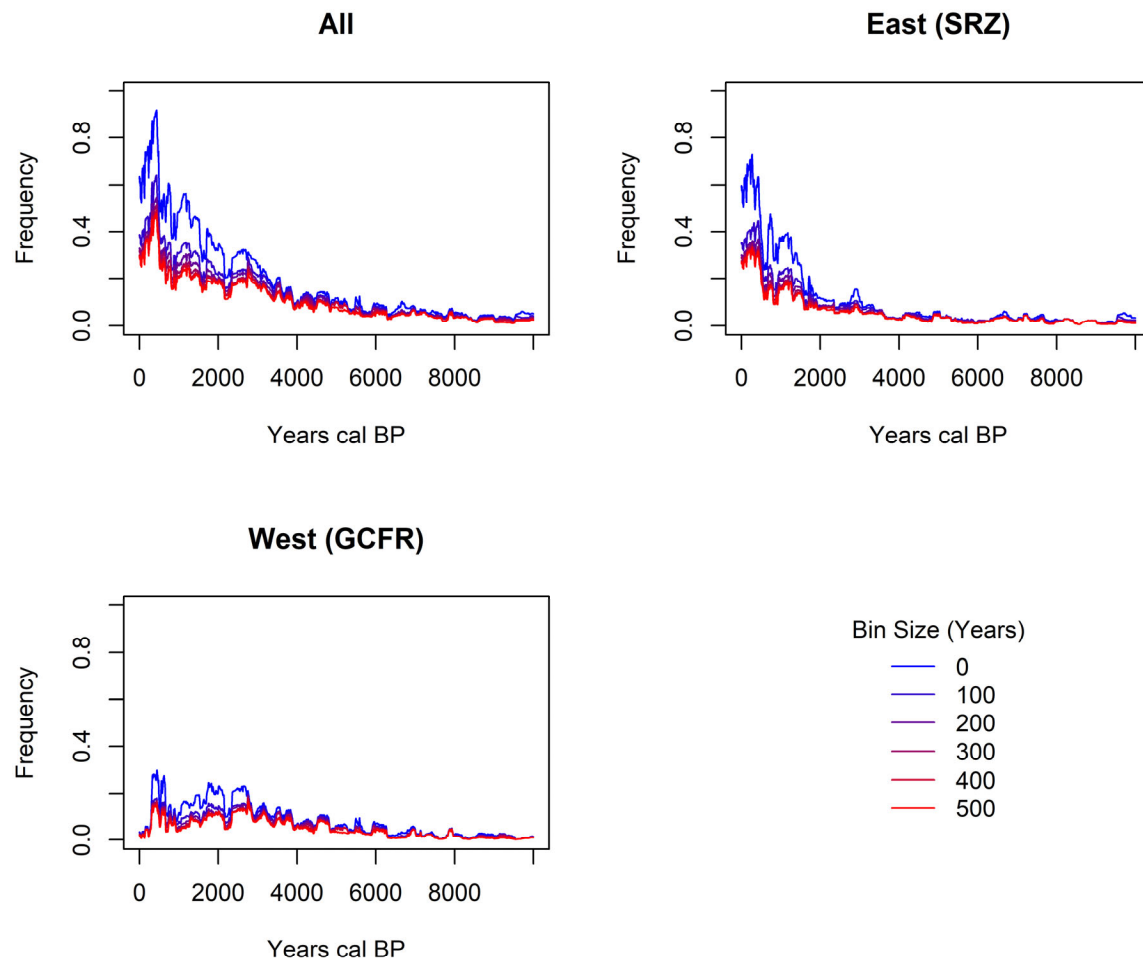 All
Frequency
0.0 0.4 0.8
0 2000 4000 6000 8000
Years cal BP
East (SRZ)
Frequency
0.0 0.4 0.8
0 2000 4000 6000 8000
Years cal BP
West (GCFR)
Frequency
0.0 0.4 0.8
0 2000 4000 6000 8000
Years cal BP
Bin Size (Years)
0
100
200
300
400
500